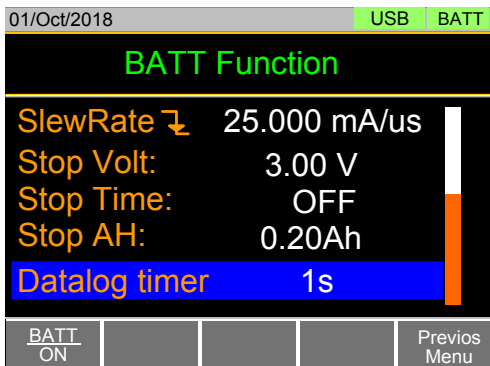 01/Oct/2018 USB BATT
BATT Function
SlewRate 25.000 mA/us
Stop Volt: 3.00 V
Stop Time: OFF
Stop AH: 0.20Ah
Datalog timer 1s
BATT Previos
ON Menu